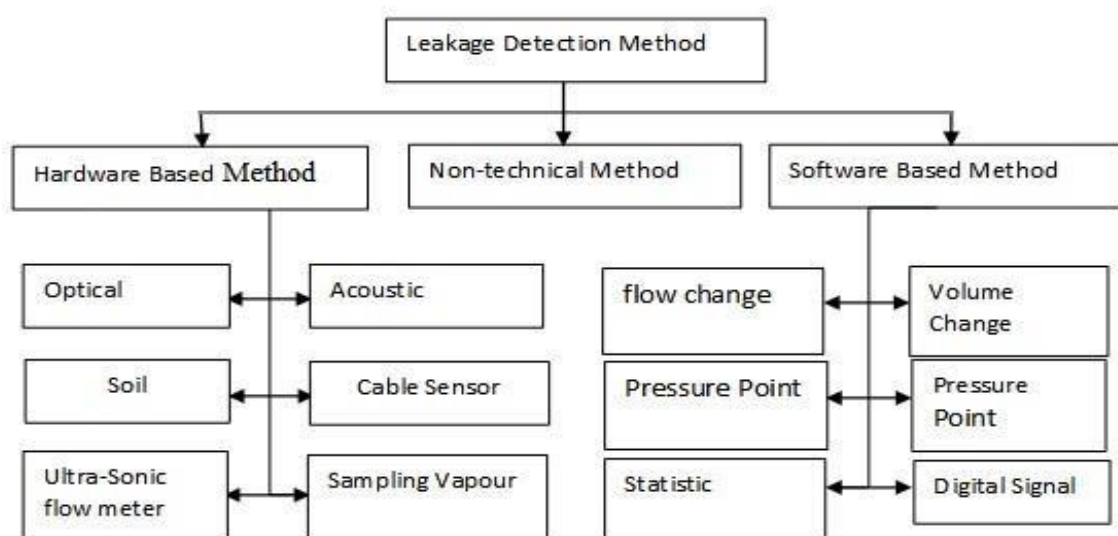 Leakage Detection Method
Hardware Based Method
Non-technical Method
Software Based Method
Optical
Acoustic
flow change
Volume
Change
Soil
Cable Sensor
Pressure Point
Pressure
Point
Ultra-Sonic
flow meter
Sampling Vapour
Statistic
Digital Signal